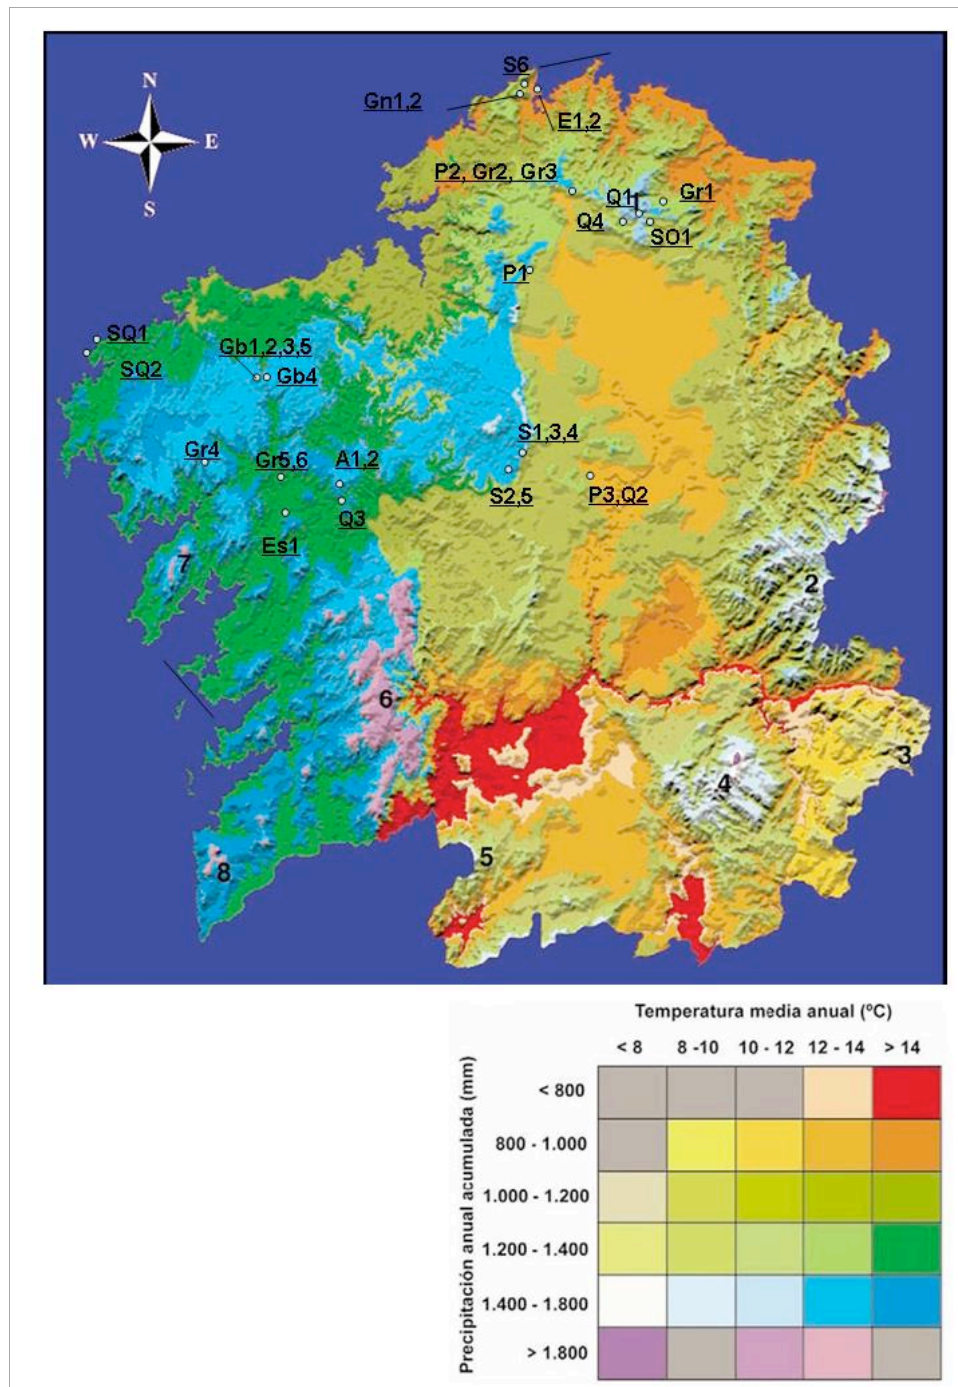 S6
Gn1,2
E1,2
N
W E
S
P2, Gr2, Gr3
Q1
Gr1
Q4
SO1
P1
SQ1
Gb1,2,3,5
SQ2
Gb4
S1,3,4
Gr4
Gr5,6
A1,2
S2,5
P3,Q2
Q3
Es1
7
2
6
3
4
5
8
Temperatura media anual (ºC)
< 8 8 -10 10 - 12 12 - 14 > 14
Precipitación anual acumulada (mm)
< 800
800 - 1.000
1.000 - 1.200
1.200 - 1.400
1.400 - 1.800
> 1.800